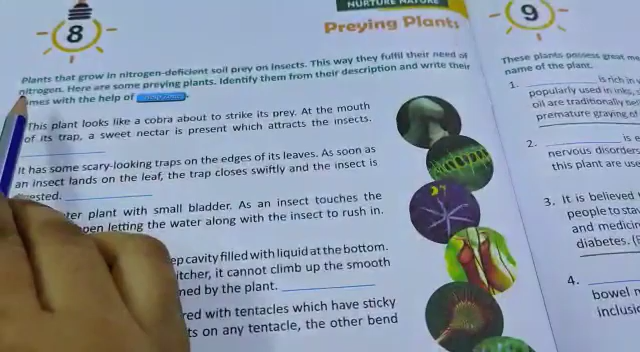 8
NURTURE NATURE
Preying Plants
Plants that grow in nitrogen-deficient soil prey on insects. This way they fulfil their need of
nitrogen. Here are some preying plants. Identify them from their description and write their
names with the help of
This plant looks like a cobra about to strike its prey. At the mouth
of its trap, a sweet nectar is present which attracts the insects.
It has some scary-looking traps on the edges of its leaves. As soon as
an insect lands on the leaf, the trap closes swiftly and the insect is
plant with small bladder. As an insect touches the
pen letting the water along with the insect to rush in.
cavity filled with liquid at the bottom.
itcher, it cannot climb up the smooth
ned by the plant.
red with tentacles which have sticky
ts on any tentacle, the other bend
9
These plants possess great me
name of the plant.
1. is rich in
popularly used in inks, s
oil are traditionally
premature graying of
2. is
nervous disorders
this plant are use
3. It is believed
people to sta
and medicin
diabetes.
4.
bowel
inclusi